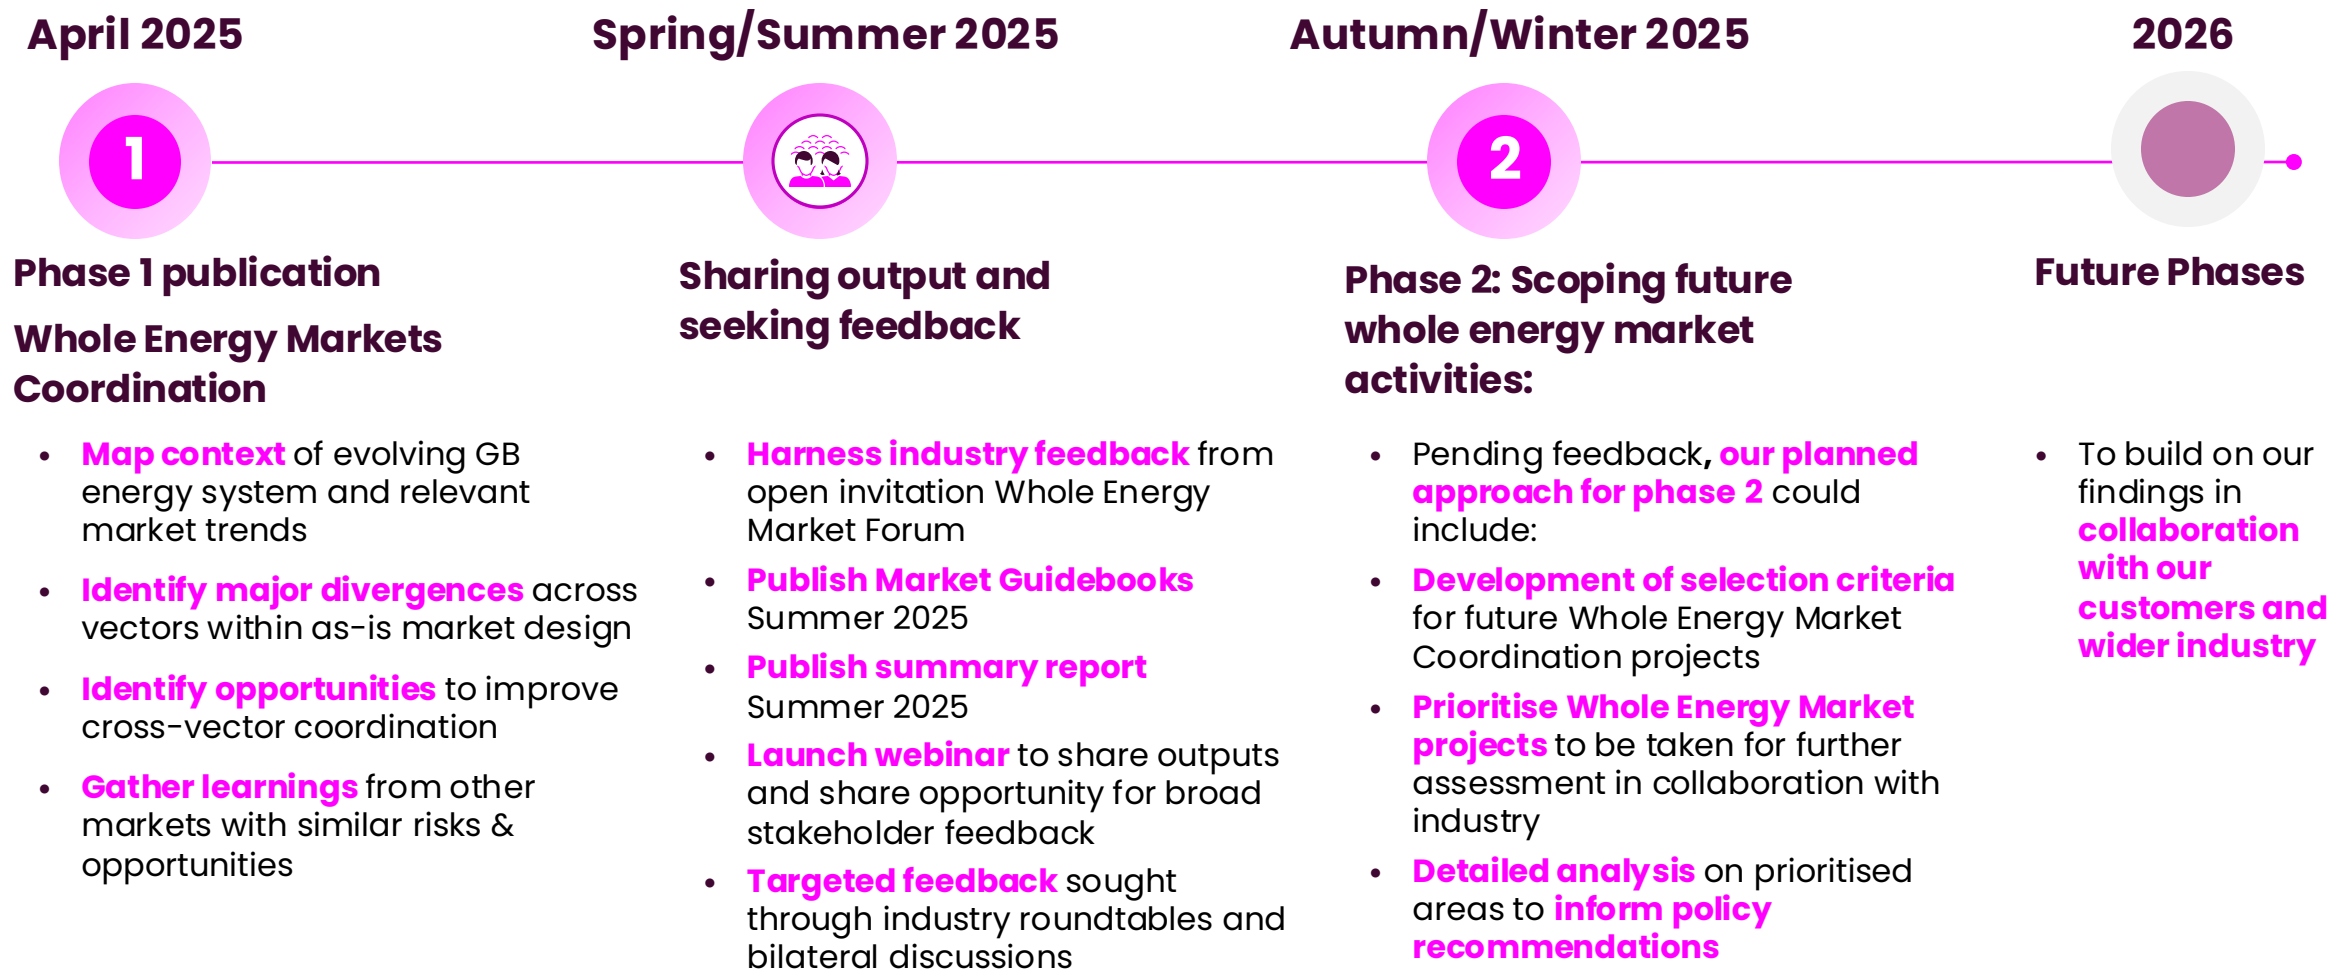 April 2025
Spring/Summer 2025
Autumn/Winter 2025
2026
1
2
Phase 1 publication
Whole Energy Markets
Coordination
• Map context of evolving GB
energy system and relevant
market trends
• Identify major divergences across
vectors within as-is market design
• Identify opportunities to improve
cross-vector coordination
• Gather learnings from other
markets with similar risks &
opportunities
Sharing output and
seeking feedback
• Harness industry feedback from
open invitation Whole Energy
Market Forum
• Publish Market Guidebooks
Summer 2025
• Publish summary report
Summer 2025
• Launch webinar to share outputs
and share opportunity for broad
stakeholder feedback
• Targeted feedback sought
through industry roundtables and
bilateral discussions
Phase 2: Scoping future
whole energy market
activities:
• Pending feedback, our planned
approach for phase 2 could
include:
• Development of selection criteria
for future Whole Energy Market
Coordination projects
• Prioritise Whole Energy Market
projects to be taken for further
assessment in collaboration with
industry
• Detailed analysis on prioritised
areas to inform policy
recommendations
Future Phases
• To build on our
findings in
collaboration
with our
customers and
wider industry